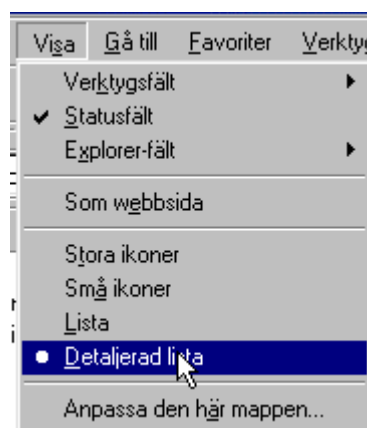 Visa Gå till Favoriter Verktyg
Verktygsfält
Statusfält
Explorer-fält
Som webbsida
Stora ikoner
Små ikoner
Lista
Detaljerad lista
Anpassa den här mappen...